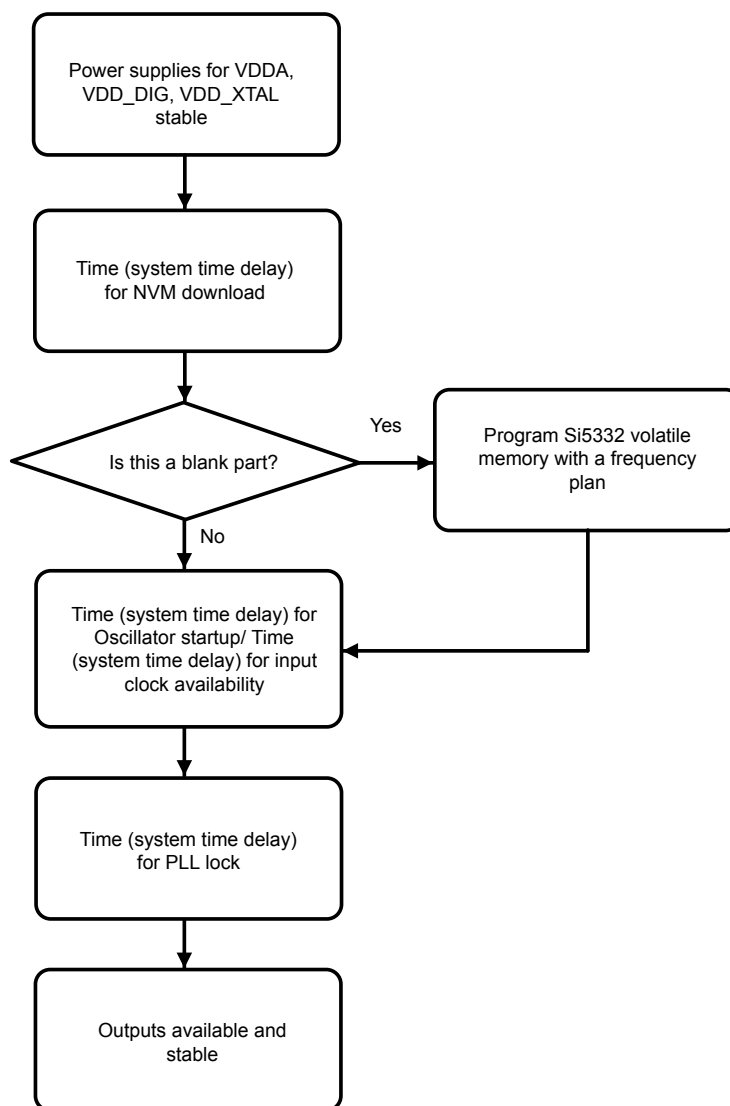 Power supplies for VDDA,
VDD_DIG, VDD_XTAL
stable
Time (system time delay)
for NVM download
Is this a blank part?
Yes
Program Si5332 volatile
memory with a frequency
plan
No
Time (system time delay) for
Oscillator startup/ Time
(system time delay) for input
clock availability
Time (system time delay)
for PLL lock
Outputs available and
stable